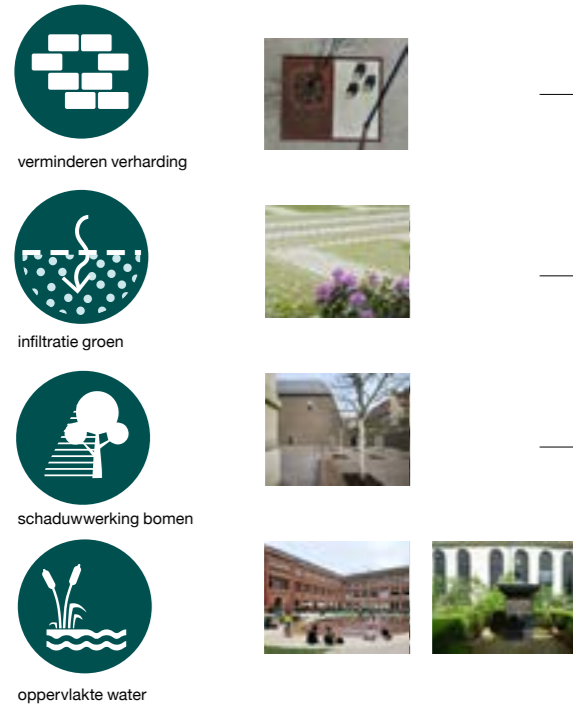 verminderen verharding
infiltratie groen
schaduwwerking bomen
oppervlakte water